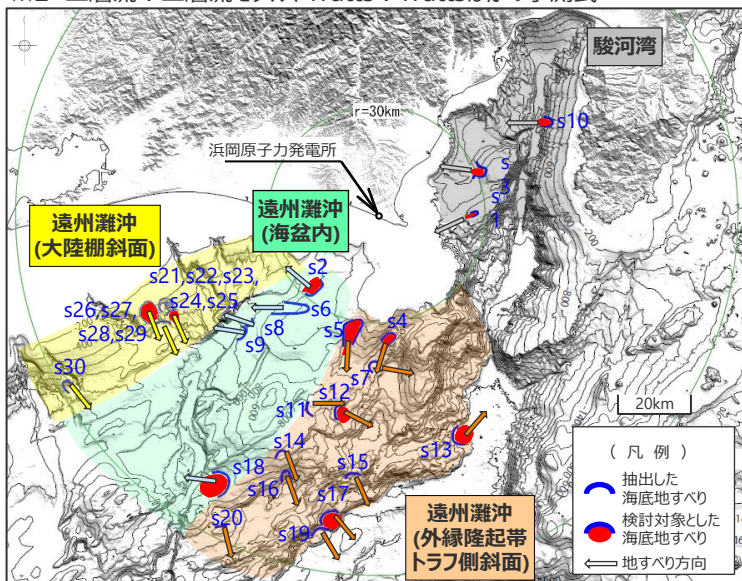 駿河湾
r=30km
s10
浜岡原子力発電所
s
3
s
1
遠州灘沖
(大陸棚斜面)
遠州灘沖
(海盆内)
s2
s21,s22,s23,
s24,s25
s26,s27,
s28,s29
s6
s8
s9
s5
s4
s7
s30
s12
s11
20km
s13
s14
s18
s16
s15
s17
s20
s19
遠州灘沖
(外縁隆起帯
トラフ側斜面)
( 凡 例 )
抽出した
海底地すべり
検討対象とした
海底地すべり
地すべり方向